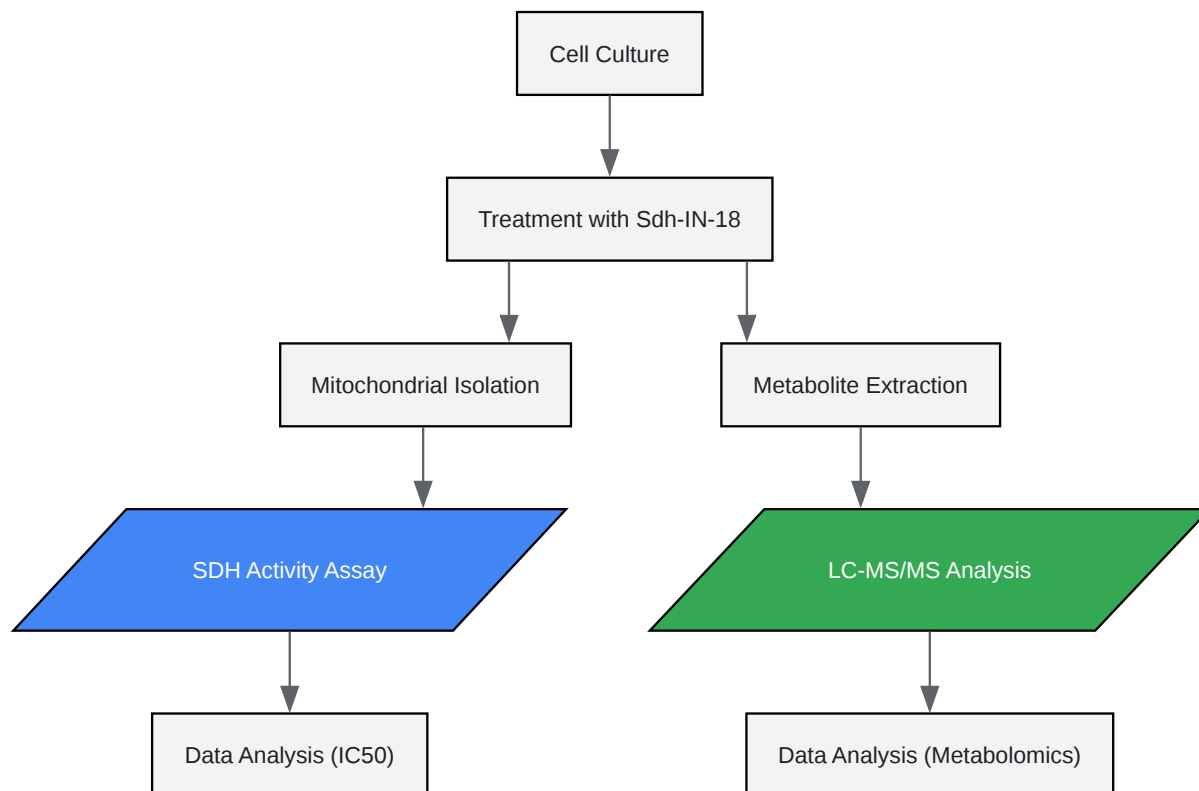 Cell Culture
Treatment with Sdh-IN-18
Mitochondrial Isolation
Metabolite Extraction
SDH Activity Assay
LC-MS/MS Analysis
Data Analysis (IC50)
Data Analysis (Metabolomics)